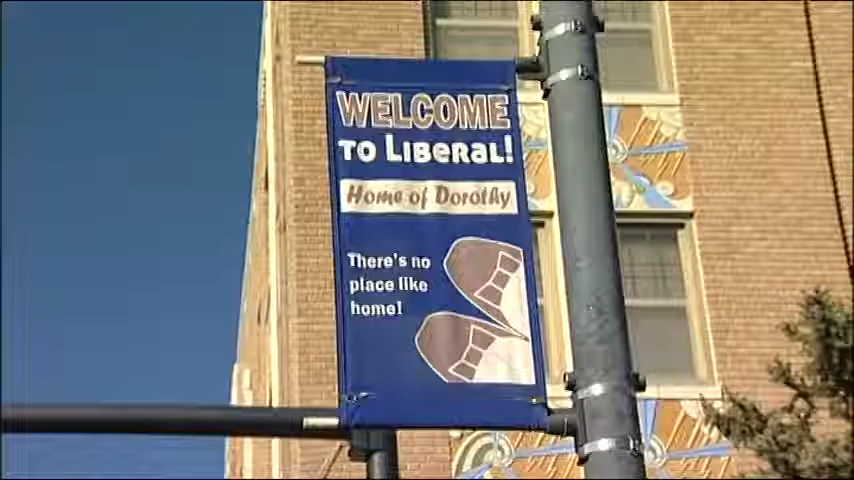 WELCOME
TO LIBERAL!
Home of Dorothy
There's no
place like
home!